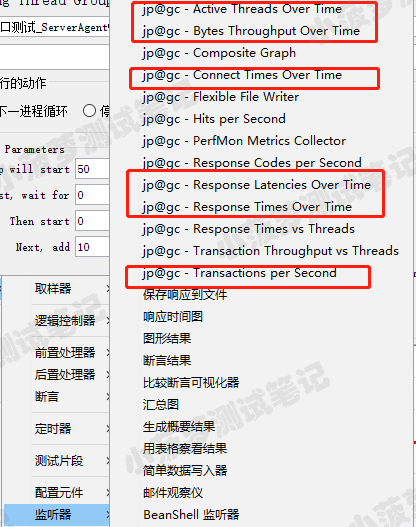 ng Thread Group
口测试_ServerAgent
行的动作
下一进程循环 停
Parameters
p will start 50
st, wait for 0
Then start 0
Next, add 10
取样器
逻辑控制器
前置处理器
后置处理器
断言
定时器
测试片段
配置元件
监听器
jp@gc - Active Threads Over Time
jp@gc - Bytes Throughput Over Time
jp@gc - Composite Graph
jp@gc - Connect Times Over Time
jp@gc - Flexible File Writer
jp@gc - Hits per Second
jp@gc - PerfMon Metrics Collector
jp@gc - Response Codes per Second
jp@gc - Response Latencies Over Time
jp@gc - Response Times Over Time
jp@gc - Response Times vs Threads
jp@gc - Transaction Throughput vs Threads
jp@gc - Transactions per Second
保存响应到文件
响应时间图
图形结果
断言结果
比较断言可视化器
汇总图
生成概要结果
用表格察看结果
简单数据写入器
邮件观察仪
BeanShell 监听器
小菠萝测试笔记